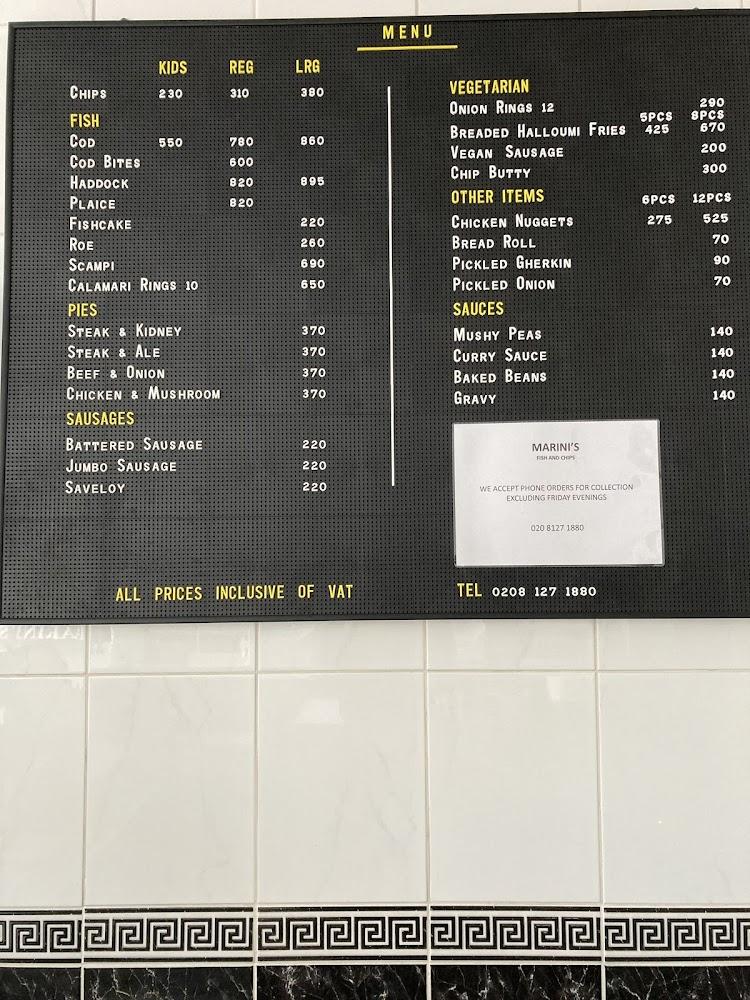 MENU
KIDS REG LRG
CHIPS 230 310 380
FISH
COD 550 780 860
COD BITES 600
HADDOCK 820 895
PLAICE 820
FISHCAKE 220
ROE 260
SCAMPI 690
CALAMARI RINGS 10 650
PIES
STEAK & KIDNEY 370
STEAK & ALE 370
BEEF & ONION 370
CHICKEN & MUSHROOM 370
SAUSAGES
BATTERED SAUSAGE 220
JUMBO SAUSAGE 220
SAVELOY 220
ALL PRICES INCLUSIVE OF VAT
VEGETARIAN
ONION RINGS 12 290
5PCS 8PCS
BREADED HALLOUMI FRIES 425 670
VEGAN SAUSAGE 200
CHIP BUTTY 300
OTHER ITEMS 6PCS 12PCS
CHICKEN NUGGETS 275 525
BREAD ROLL 70
PICKLED GHERKIN 90
PICKLED ONION 70
SAUCES
MUSHY PEAS 140
CURRY SAUCE 140
BAKED BEANS 140
GRAVY 140
MARINI'S
FISH AND CHIPS
WE ACCEPT PHONE ORDERS FOR COLLECTION
EXCLUDING FRIDAY EVENINGS
020 8127 1880
TEL 0208 127 1880